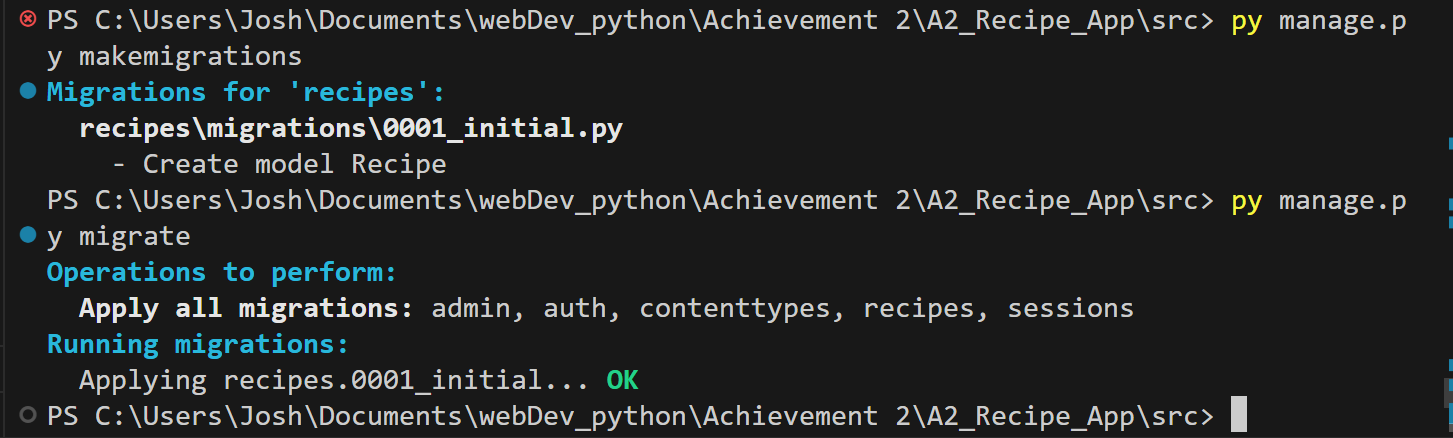 PS C:\Users\Josh\Documents\webDev_python\Achievement 2\A2_Recipe_App\src> py manage.p
y makemigrations
Migrations for 'recipes':
  recipes\migrations\0001_initial.py
    - Create model Recipe
PS C:\Users\Josh\Documents\webDev_python\Achievement 2\A2_Recipe_App\src> py manage.p
y migrate
Operations to perform:
  Apply all migrations: admin, auth, contenttypes, recipes, sessions
Running migrations:
  Applying recipes.0001_initial... OK
PS C:\Users\Josh\Documents\webDev_python\Achievement 2\A2_Recipe_App\src>